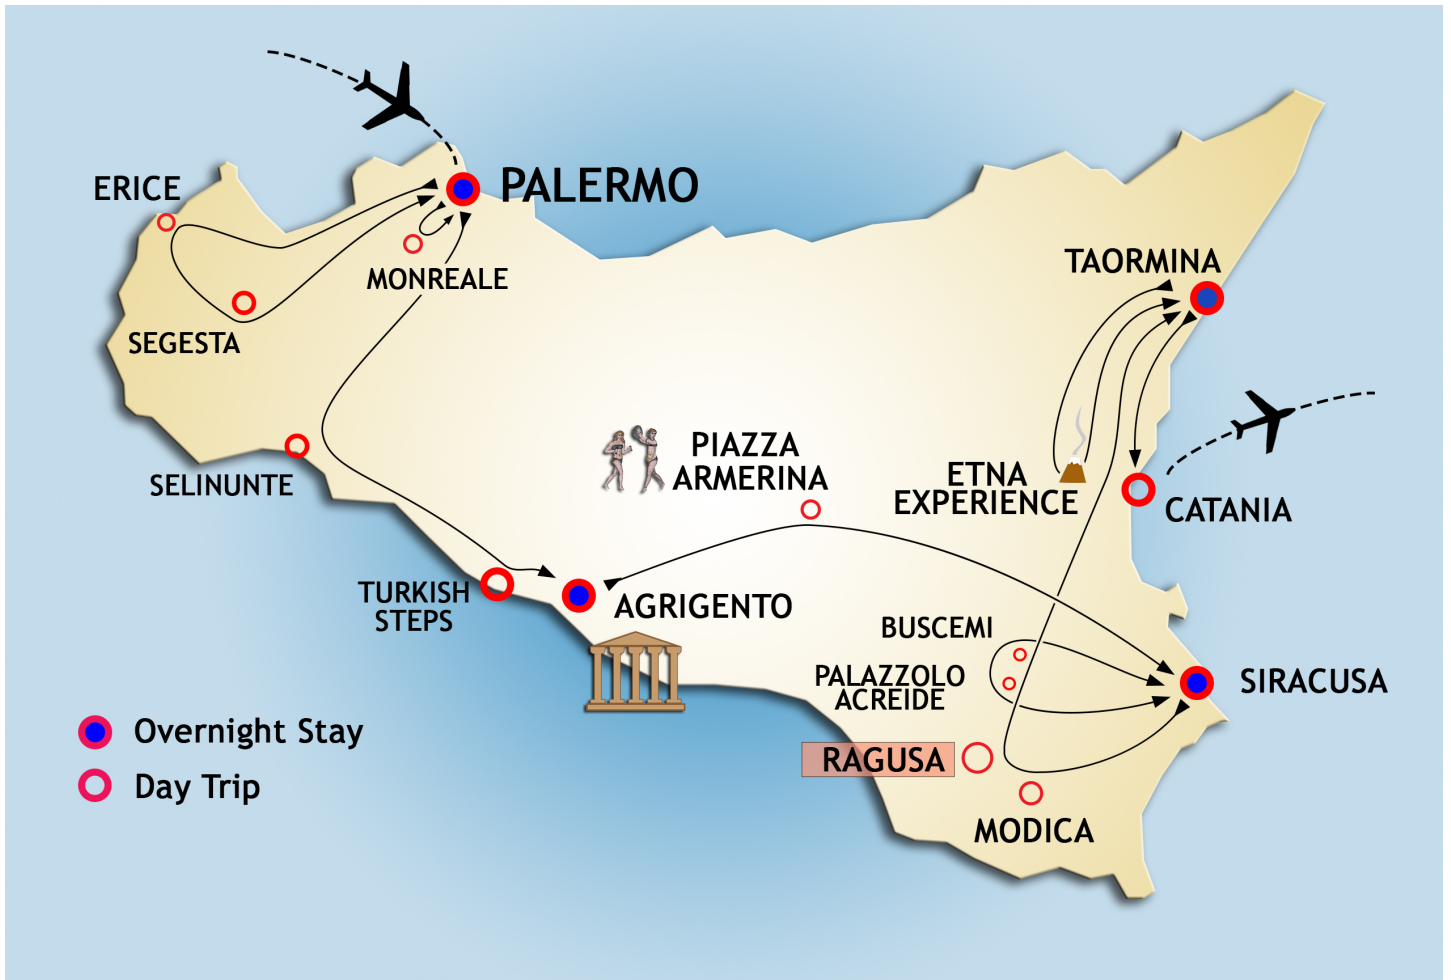 ERICE
PALERMO
MONREALE
SEGESTA
TAORMINA
SELINUNTE
PIAZZA
ARMERINA
ETNA
EXPERIENCE
CATANIA
TURKISH
STEPS
AGRIGENTO
BUSCEMI
PALAZZOLO
ACREIDE
SIRACUSA
RAGUSA
MODICA
Overnight Stay
Day Trip